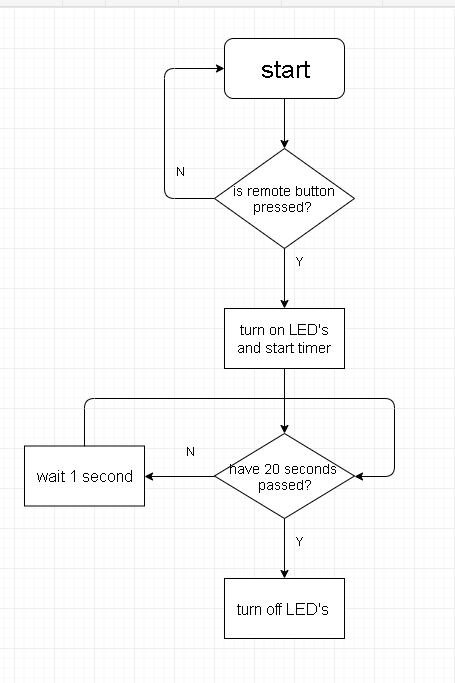 start
N
is remote button
pressed?
Y
turn on LED's
and start timer
N
have 20 seconds
passed?
wait 1 second
Y
turn off LED's